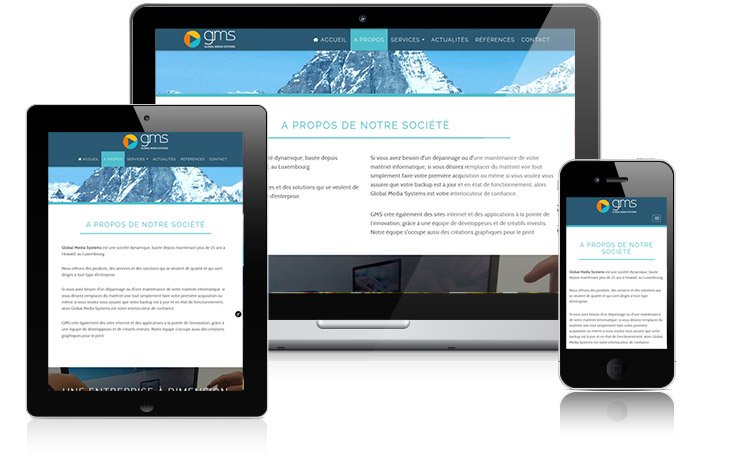 gms
GLOBAL MEDIA SYSTEMS
ACCUEIL A PROPOS SERVICES ACTUALITÉS RÉFÉRENCES CONTACT
A PROPOS DE NOTRE SOCIÉTÉ
té dynamique, basée depuis
, au Luxembourg.
ices et des solutions qui se veulent de
d'entreprise.
Si vous avez besoin d'un dépannage ou d'une maintenance de votre
matériel informatique, si vous désirez remplacer du matériel voir tout
simplement faire votre première acquisition ou même si vous voulez vous
assurer que votre backup est à jour et en état de fonctionnement, alors
Global Media Systems est votre interlocuteur de confiance.
GMS crée également des sites internet et des applications à la pointe de
l'innovation, grâce à une équipe de développeurs et de créatifs investis.
Notre équipe s'occupe aussi des créations graphiques pour le print
gms
GLOBAL MEDIA SYSTEMS
ACCUEIL A PROPOS SERVICES ACTUALITÉS RÉFÉRENCES CONTACT
A PROPOS DE NOTRE SOCIÉTÉ
Global Media Systems est une société dynamique, basée depuis maintenant plus de 25 ans à
Howald, au Luxembourg.
Nous offrons des produits, des services et des solutions qui se veulent de qualité et qui sont
dirigés à tout type d'entreprise.
Si vous avez besoin d'un dépannage ou d'une maintenance de votre matériel informatique, si vous
désirez remplacer du matériel voir tout simplement faire votre première acquisition ou même
si vous voulez vous assurer que votre backup est à jour et en état de fonctionnement,
alors Global Media Systems est votre interlocuteur de confiance
GMS crée également des sites internet et des applications à la pointe de l'innovation, grâce à
une équipe de développeurs et de créatifs investis. Notre équipe s'occupe aussi des créations
graphiques pour le print
UNE ENTREPRISE À DIMENSION
gms
GLOBAL MEDIA SYSTEMS
A PROPOS DE NOTRE
SOCIÉTÉ
Global Media Systems est une société dynamique, basée
depuis maintenant plus de 25 ans à Howald, au Luxembourg.
Nous offrons des produits, des services et des solutions qui
se veulent de qualité et qui sont dirigés à tout type
d'entreprise.
Si vous avez besoin d'un dépannage ou d'une maintenance
de votre matériel informatique, si vous désirez remplacer
du matériel voir tout simplement faire votre première
acquisition ou même si vous voulez vous assurer que votre
backup est à jour et en état de fonctionnement, alors
Global Media Systems est votre interlocuteur de confiance.